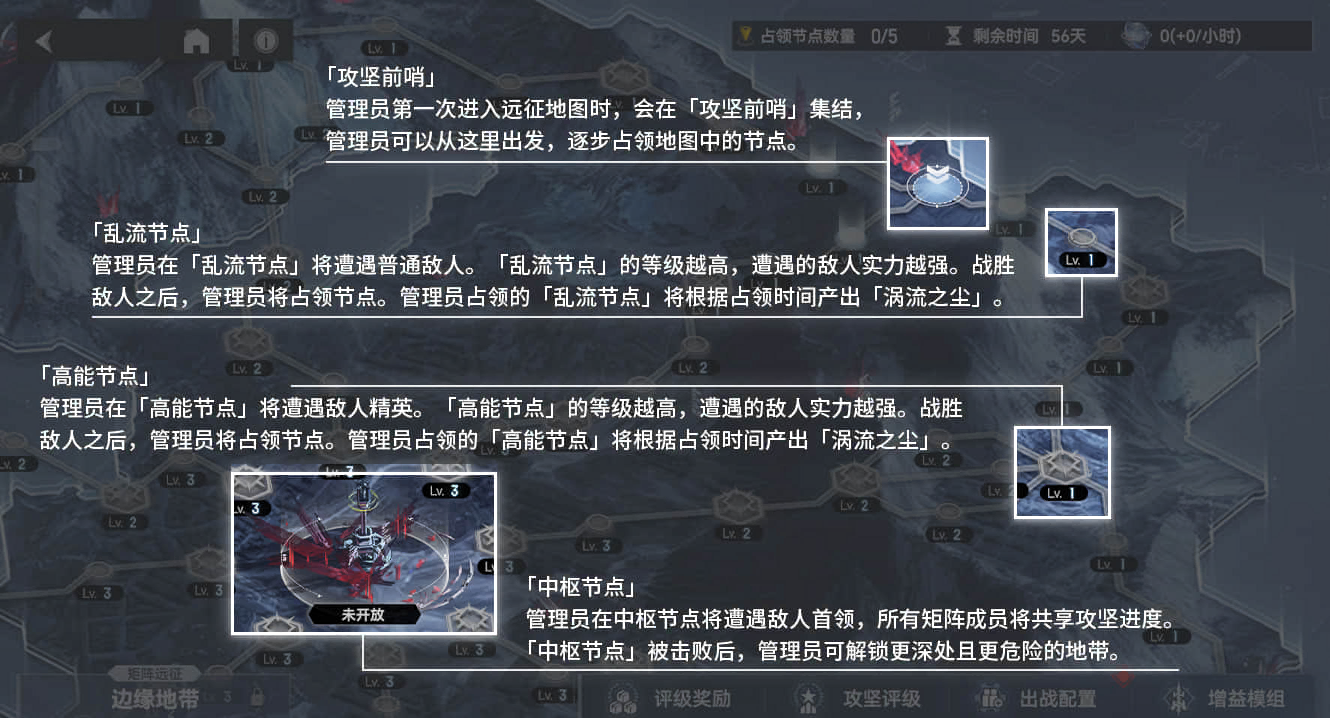 占领节点数量 0/5 剩余时间 56天 0(+0/小时)
Lv. 1
Lv. 1
「攻坚前哨」
管理员第一次进入远征地图时，会在「攻坚前哨」集结，
Lv. 1
管理员可以从这里出发，逐步占领地图中的节点。
Lv. 2
Lv.
Lv. 1
Lv. 1
Lv. 2
「乱流节点」
Lv. 1
Lv. 1
管理员在「乱流节点」将遭遇普通敌人。「乱流节点」的等级越高，遭遇的敌人实力越强。战胜
敌人之后，管理员将占领节点。管理员占领的「乱流节点」将根据占领时间产出「涡流之尘」。
Lv. 1
Lv. 2
Lv. 2
Lv. 1
「高能节点」
管理员在「高能节点」将遭遇敌人精英。「高能节点」的等级越高，遭遇的敌人实力越强。战胜
Lv. 1
敌人之后，管理员将占领节点。管理员占领的「高能节点」将根据占领时间产出「涡流之尘」。
Lv. 2
Lv. 2
Lv. 3
Lv. 3
Lv. 3
Lv. 1
Lv. 3
Lv. 2
Lv. 2
Lv. 2
Lv. 2
Lv. 3
Lv. 3
Lv. 1
Lv. 3
Lv. 3
未开放
「中枢节点」
管理员在中枢节点将遭遇敌人首领，所有矩阵成员将共享攻坚进度。
Lv. 1
「中枢节点」被击败后，管理员可解锁更深处且更危险的地带。
Lv. 3
Lv. 3
Lv. 3
Lv. 3
矩阵远征
边缘地带
Lv. 3
评级奖励 攻坚评级 出战配置 增益模组